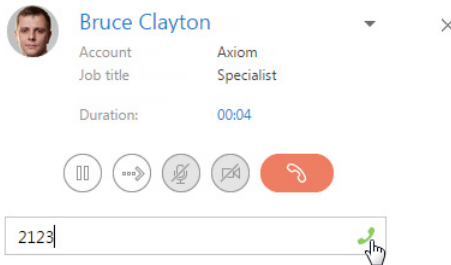 Bruce Clayton
Account Axiom
Job title Specialist
Duration: 00:04
2123